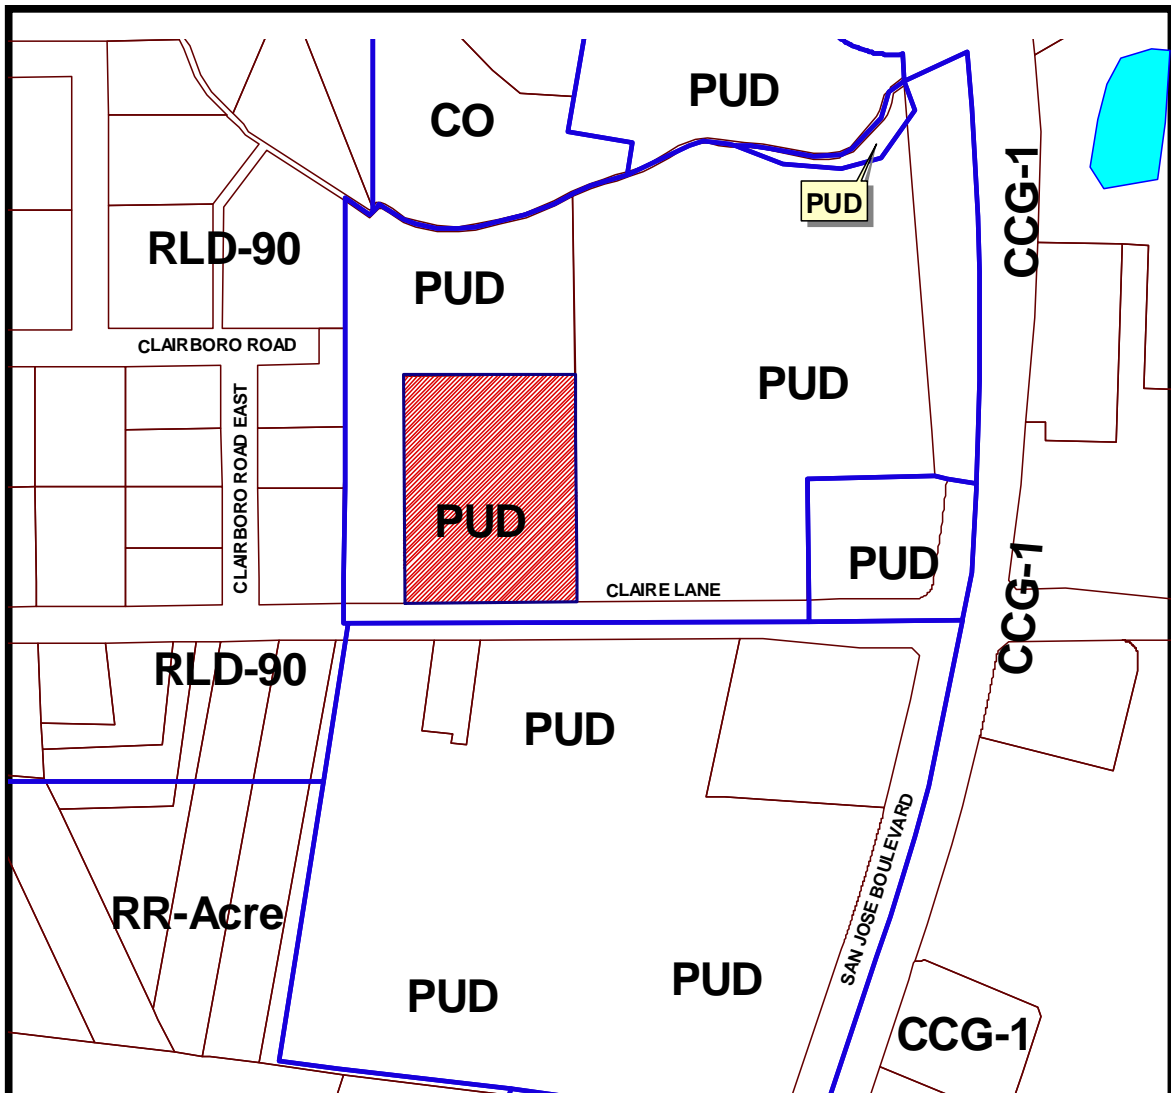 PUD
CO
CCG-1
PUD
RLD-90
PUD
CLAIRBORO ROAD
PUD
CLAIRBORO ROAD EAST
PUD
PUD
CLAIRE LANE
CCG-1
RLD-90
PUD
SAN JOSE BOULEVARD
RR-Acre
PUD
PUD
CCG-1